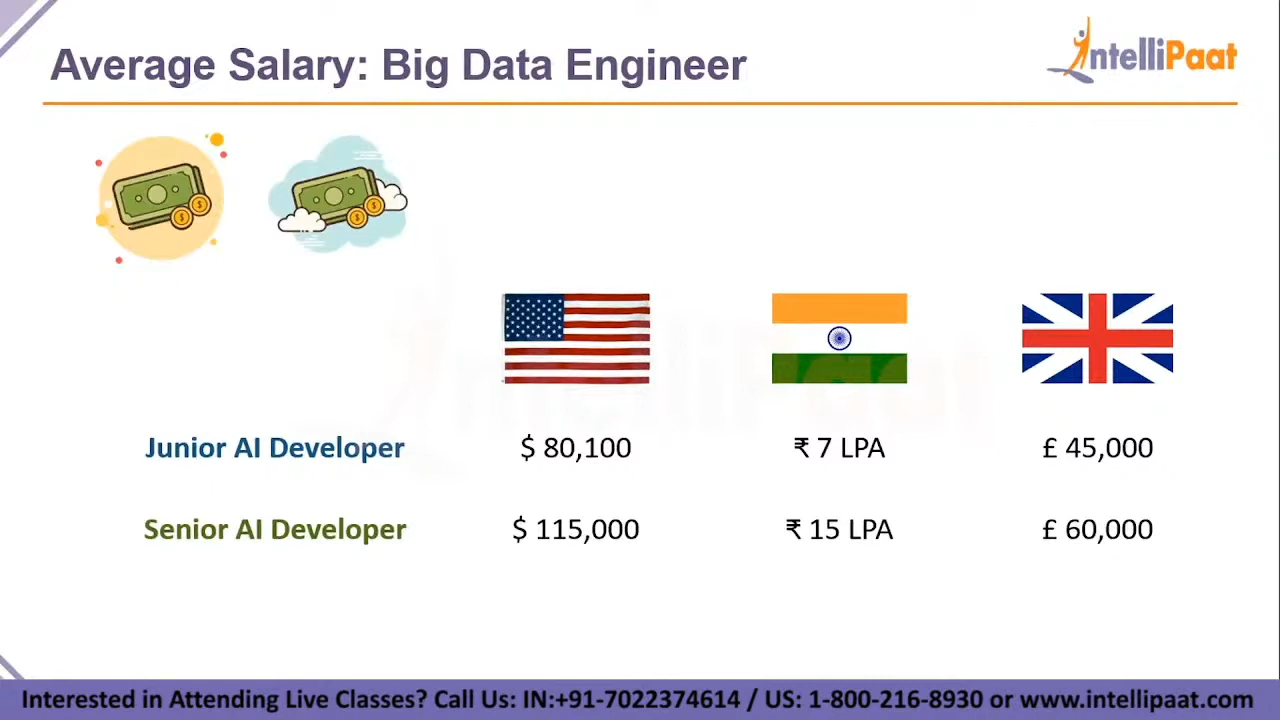 Average Salary: Big Data Engineer
IntelliPaat
IntelliPaat
Junior AI Developer $ 80,100 ₹ 7 LPA £ 45,000
Senior AI Developer $ 115,000 ₹ 15 LPA £ 60,000
Interested in Attending Live Classes? Call Us: IN:+91-7022374614 / US: 1-800-216-8930 or www.intellipaat.com